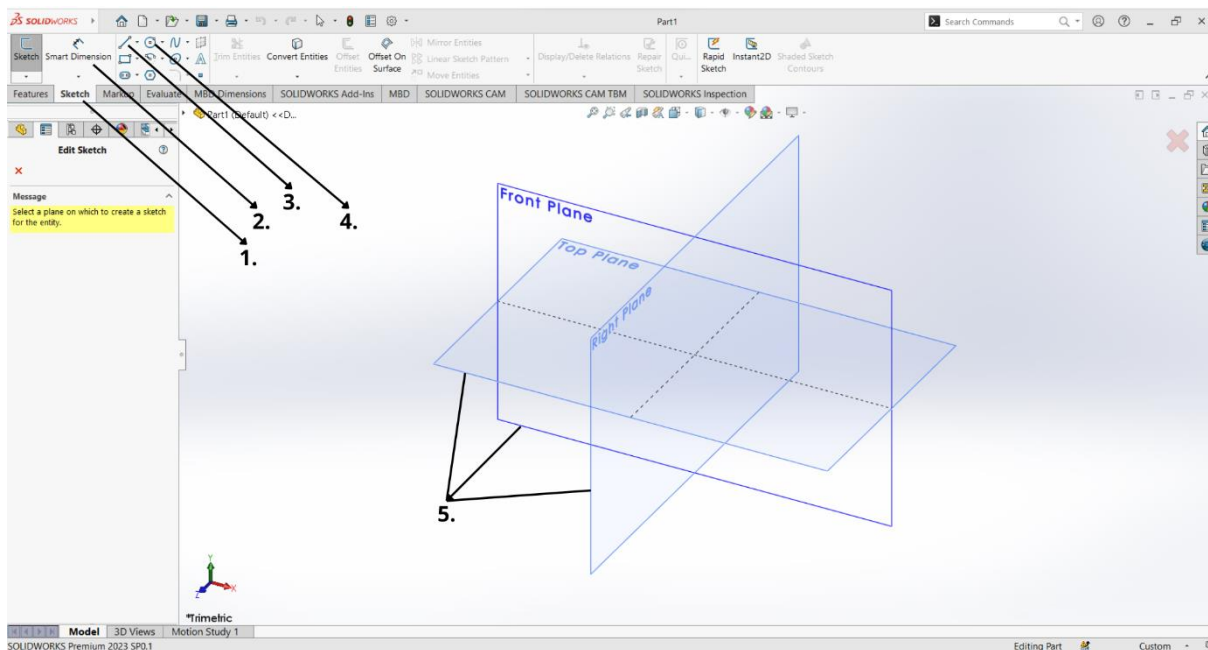 SOLIDWORKS
Part1
Search Commands
Sketch
Smart Dimension
Trim Entities
Convert Entities
Offset Entities
Offset On Surface
Mirror Entities
Linear Sketch Pattern
Move Entities
Display/Delete Relations
Repair Sketch
Qui...
Rapid Sketch
Instant2D
Shaded Sketch Contours
Features
Sketch
Markup
Evaluate
MBD Dimensions
SOLIDWORKS Add-Ins
MBD
SOLIDWORKS CAM
SOLIDWORKS CAM TBM
SOLIDWORKS Inspection
Part1 (Default) <<D...
Edit Sketch
Message
Select a plane on which to create a sketch
for the entity.
1.
2.
3.
4.
Front Plane
Top Plane
Right Plane
5.
Y
X
Z
*Trimetric
Model
3D Views
Motion Study 1
SOLIDWORKS Premium 2023 SP0.1
Editing Part
Custom